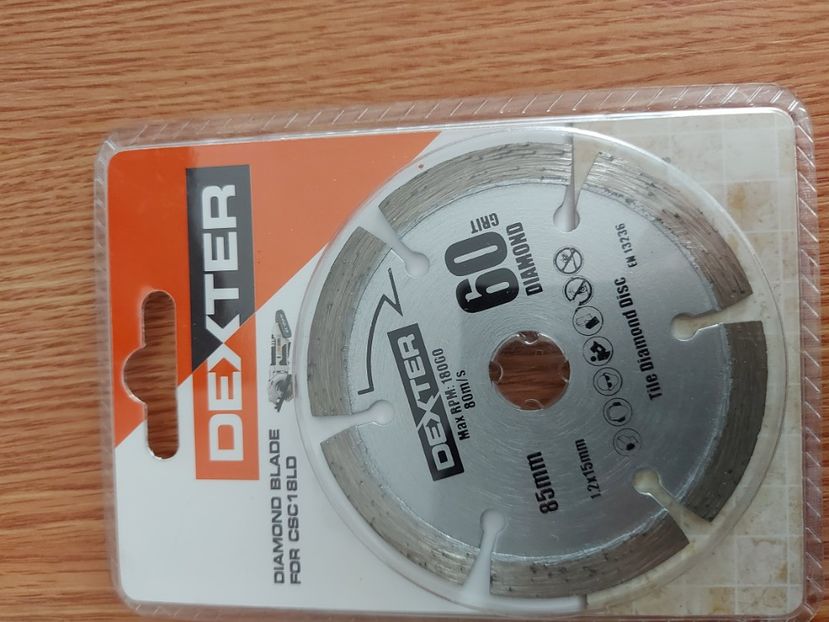 DEXTER
DIAMOND BLADE
FOR CSC18LD
60
GRIT
DIAMOND
DEXTER
Max RPM: 18000
80m/s
85mm
1.2x15mm
Tile Diamond Disc
EN 13236